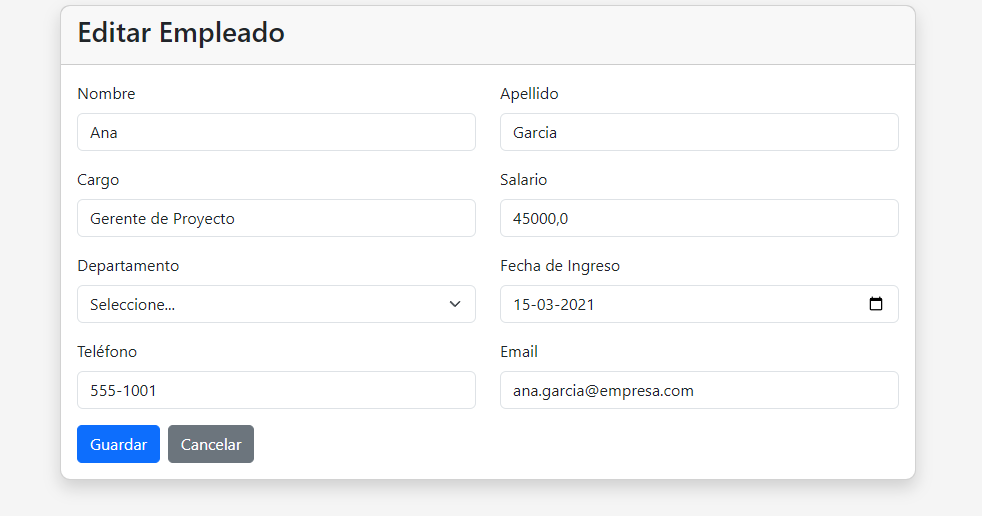 Editar Empleado
Nombre
Apellido
Ana
Garcia
Cargo
Salario
Gerente de Proyecto
45000,0
Departamento
Fecha de Ingreso
Seleccione...
15-03-2021
Teléfono
Email
555-1001
ana.garcia@empresa.com
Guardar
Cancelar